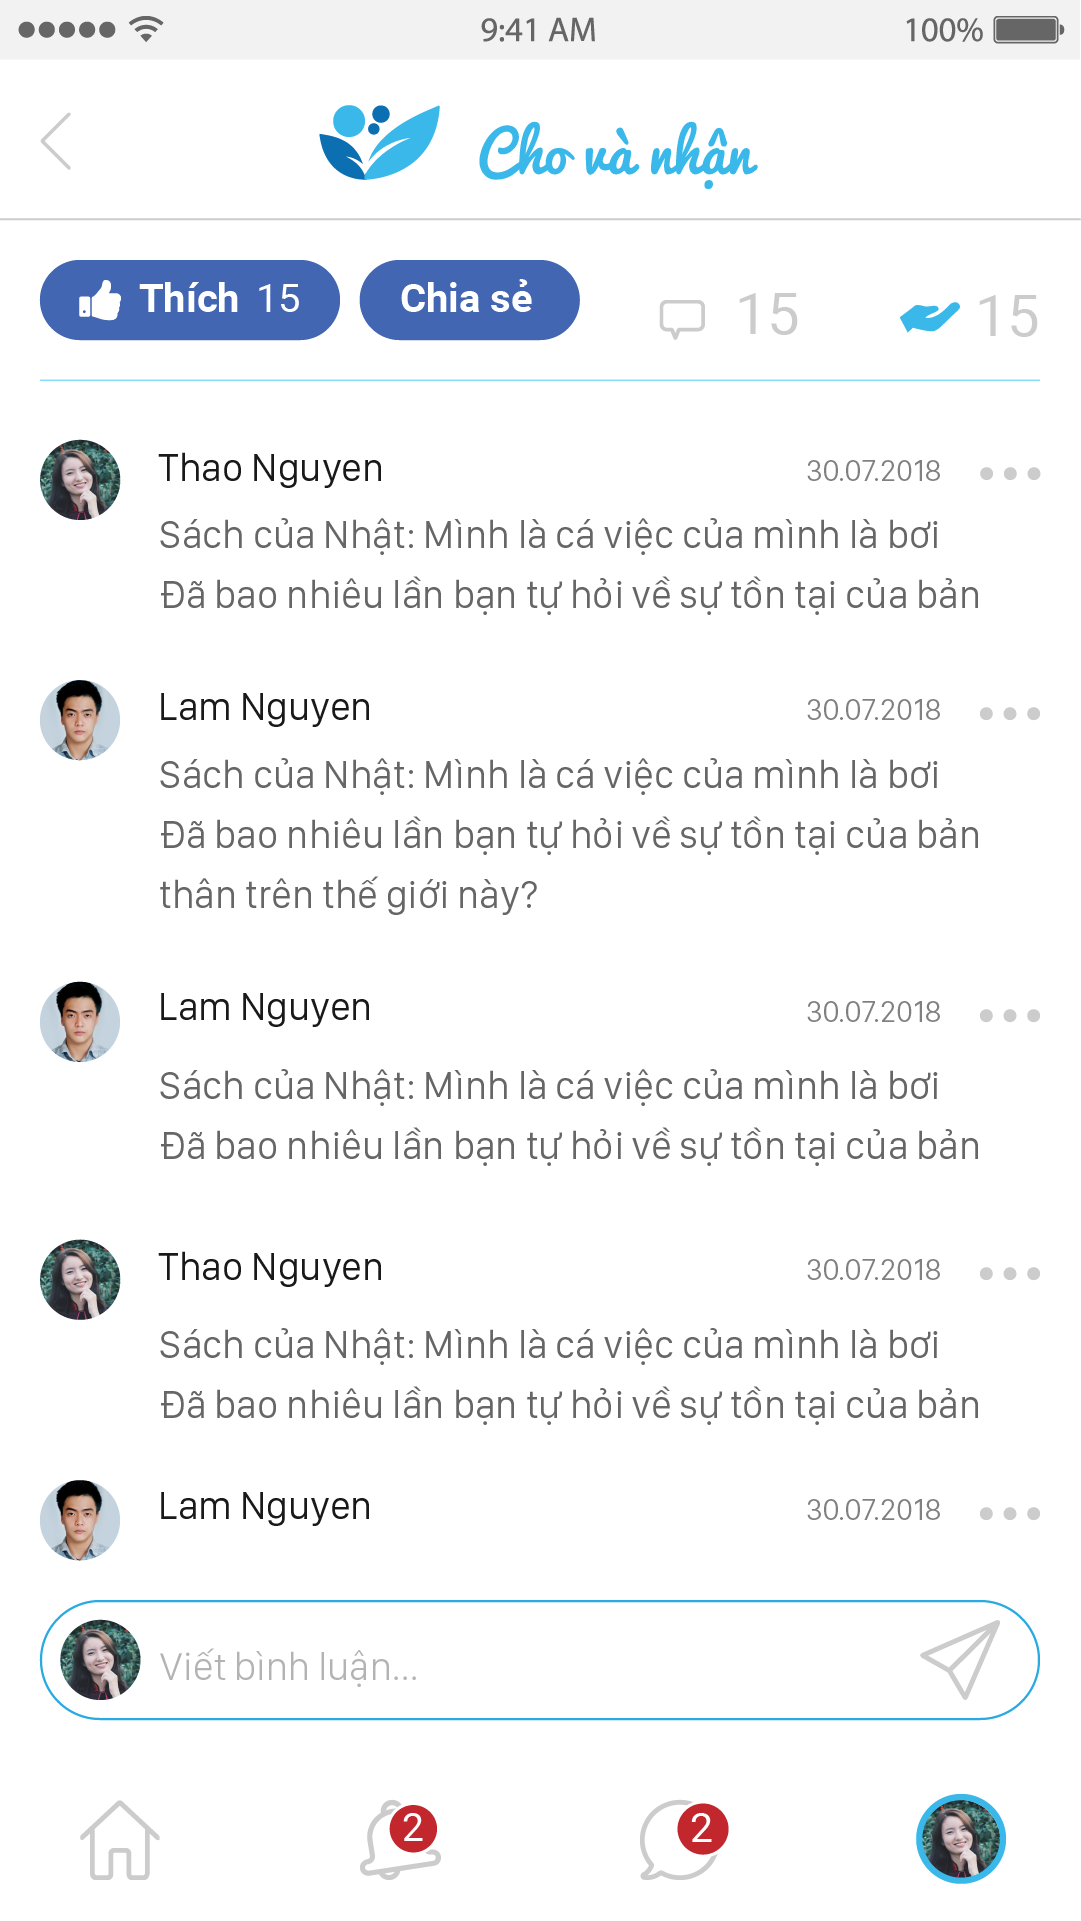 9:41 AM
100%
Cho và nhận
Thích 15
Chia sẻ
15
15
Thao Nguyen
30.07.2018
Sách của Nhật: Mình là cá việc của mình là bơi
Đã bao nhiêu lần bạn tự hỏi về sự tồn tại của bản
Lam Nguyen
30.07.2018
Sách của Nhật: Mình là cá việc của mình là bơi
Đã bao nhiêu lần bạn tự hỏi về sự tồn tại của bản
thân trên thế giới này?
Lam Nguyen
30.07.2018
Sách của Nhật: Mình là cá việc của mình là bơi
Đã bao nhiêu lần bạn tự hỏi về sự tồn tại của bản
Thao Nguyen
30.07.2018
Sách của Nhật: Mình là cá việc của mình là bơi
Đã bao nhiêu lần bạn tự hỏi về sự tồn tại của bản
Lam Nguyen
30.07.2018
Viết bình luận...
2
2